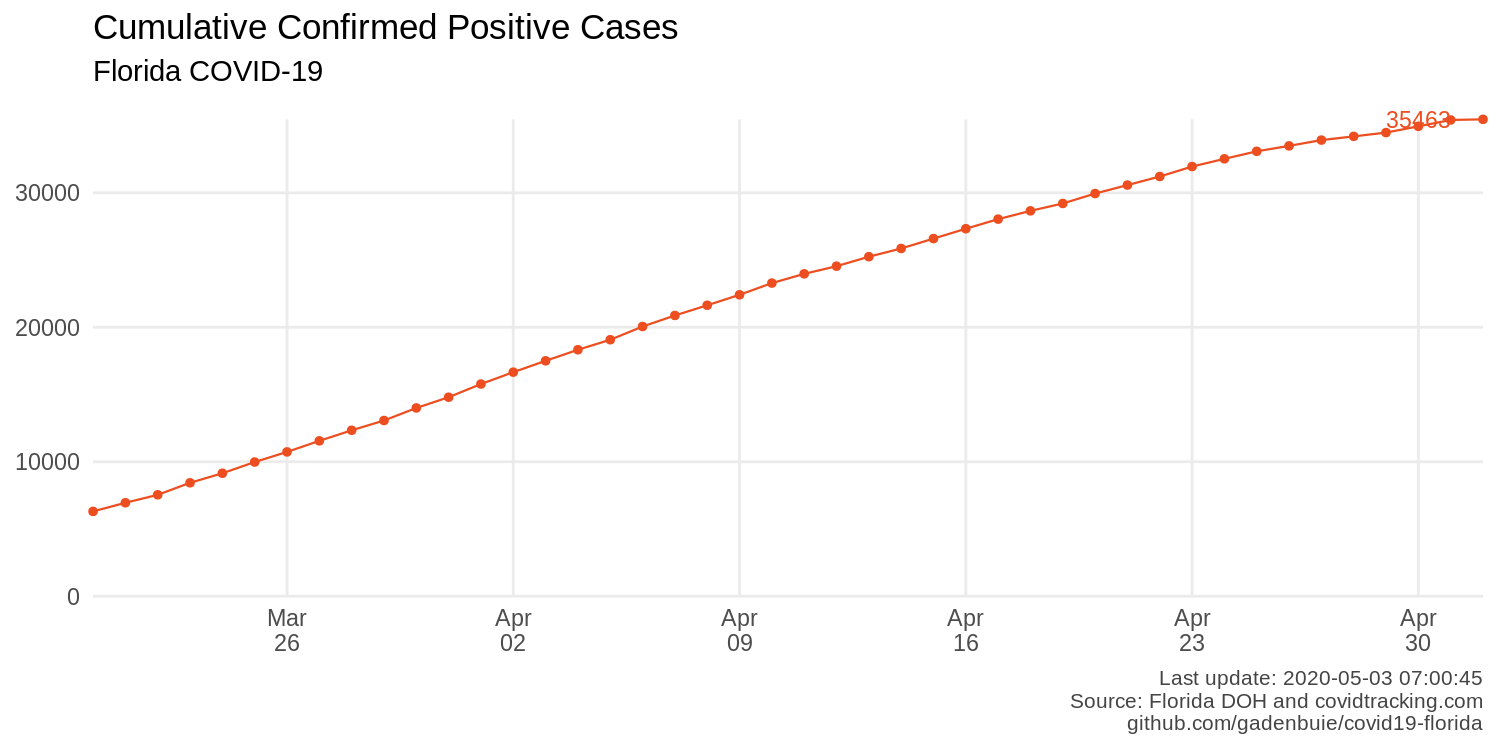 Cumulative Confirmed Positive Cases
Florida COVID-19
35463
30000
20000
10000
0
Mar
26
Apr
02
Apr
09
Apr
16
Apr
23
Apr
30
Last update: 2020-05-03 07:00:45
Source: Florida DOH and covidtracking.com
github.com/gadenbuie/covid19-florida